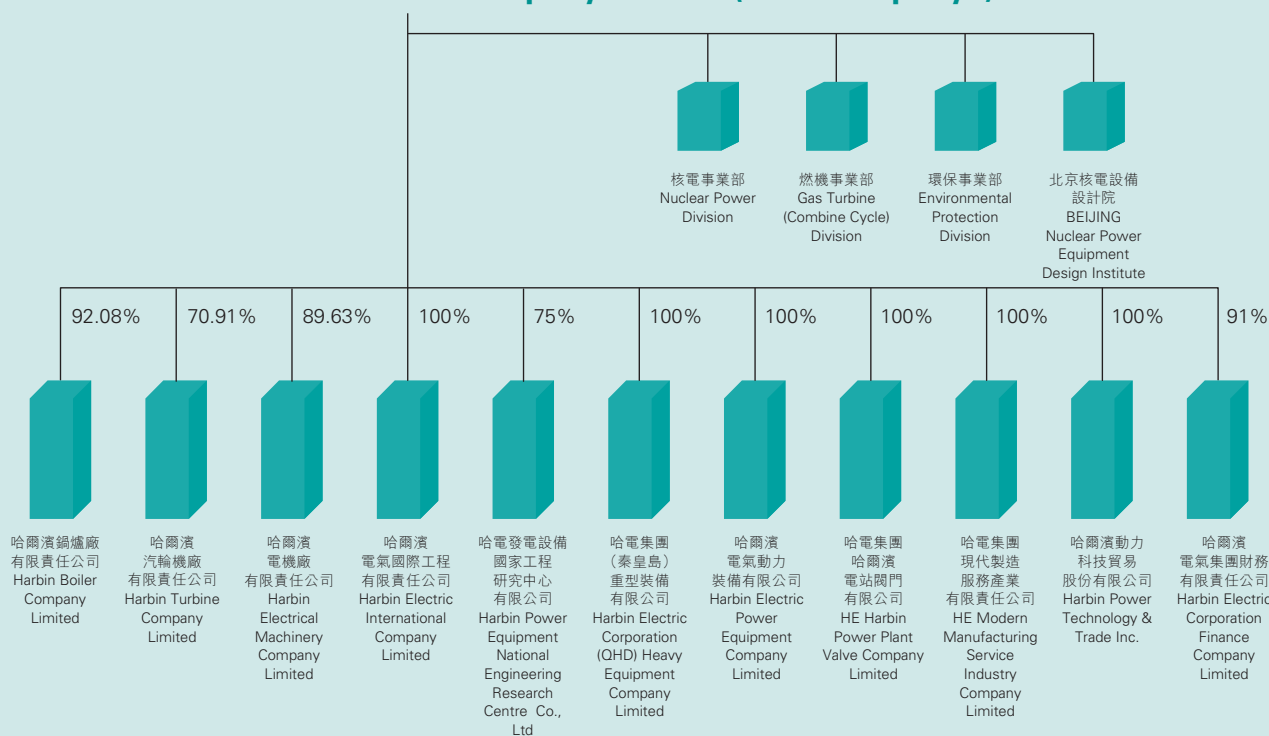 核電事業部
Nuclear Power
Division
燃機事業部
Gas Turbine
(Combine Cycle)
Division
環保事業部
Environmental
Protection
Division
北京核電設備
設計院
BEIJING
Nuclear Power
Equipment
Design Institute
92.08%
70.91%
89.63%
100%
75%
100%
100%
100%
100%
100%
91%
哈爾濱鍋爐廠
有限責任公司
Harbin Boiler
Company
Limited
哈爾濱
汽輪機廠
有限責任公司
Harbin Turbine
Company
Limited
哈爾濱
電機廠
有限責任公司
Harbin
Electrical
Machinery
Company
Limited
哈爾濱
電氣國際工程
有限責任公司
Harbin Electric
International
Company
Limited
哈電發電設備
國家工程
研究中心
有限公司
Harbin Power
Equipment
National
Engineering
Research
Centre Co.,
Ltd
哈電集團
（秦皇島）
重型裝備
有限公司
Harbin Electric
Corporation
(QHD) Heavy
Equipment
Company
Limited
哈爾濱
電氣動力
裝備有限公司
Harbin Electric
Power
Equipment
Company
Limited
哈電集團
哈爾濱
電站閥門
有限公司
HE Harbin
Power Plant
Valve Company
Limited
哈電集團
現代製造
服務產業
有限責任公司
HE Modern
Manufacturing
Service
Industry
Company
Limited
哈爾濱動力
科技貿易
股份有限公司
Harbin Power
Technology &
Trade Inc.
哈爾濱
電氣集團財務
有限責任公司
Harbin Electric
Corporation
Finance
Company
Limited